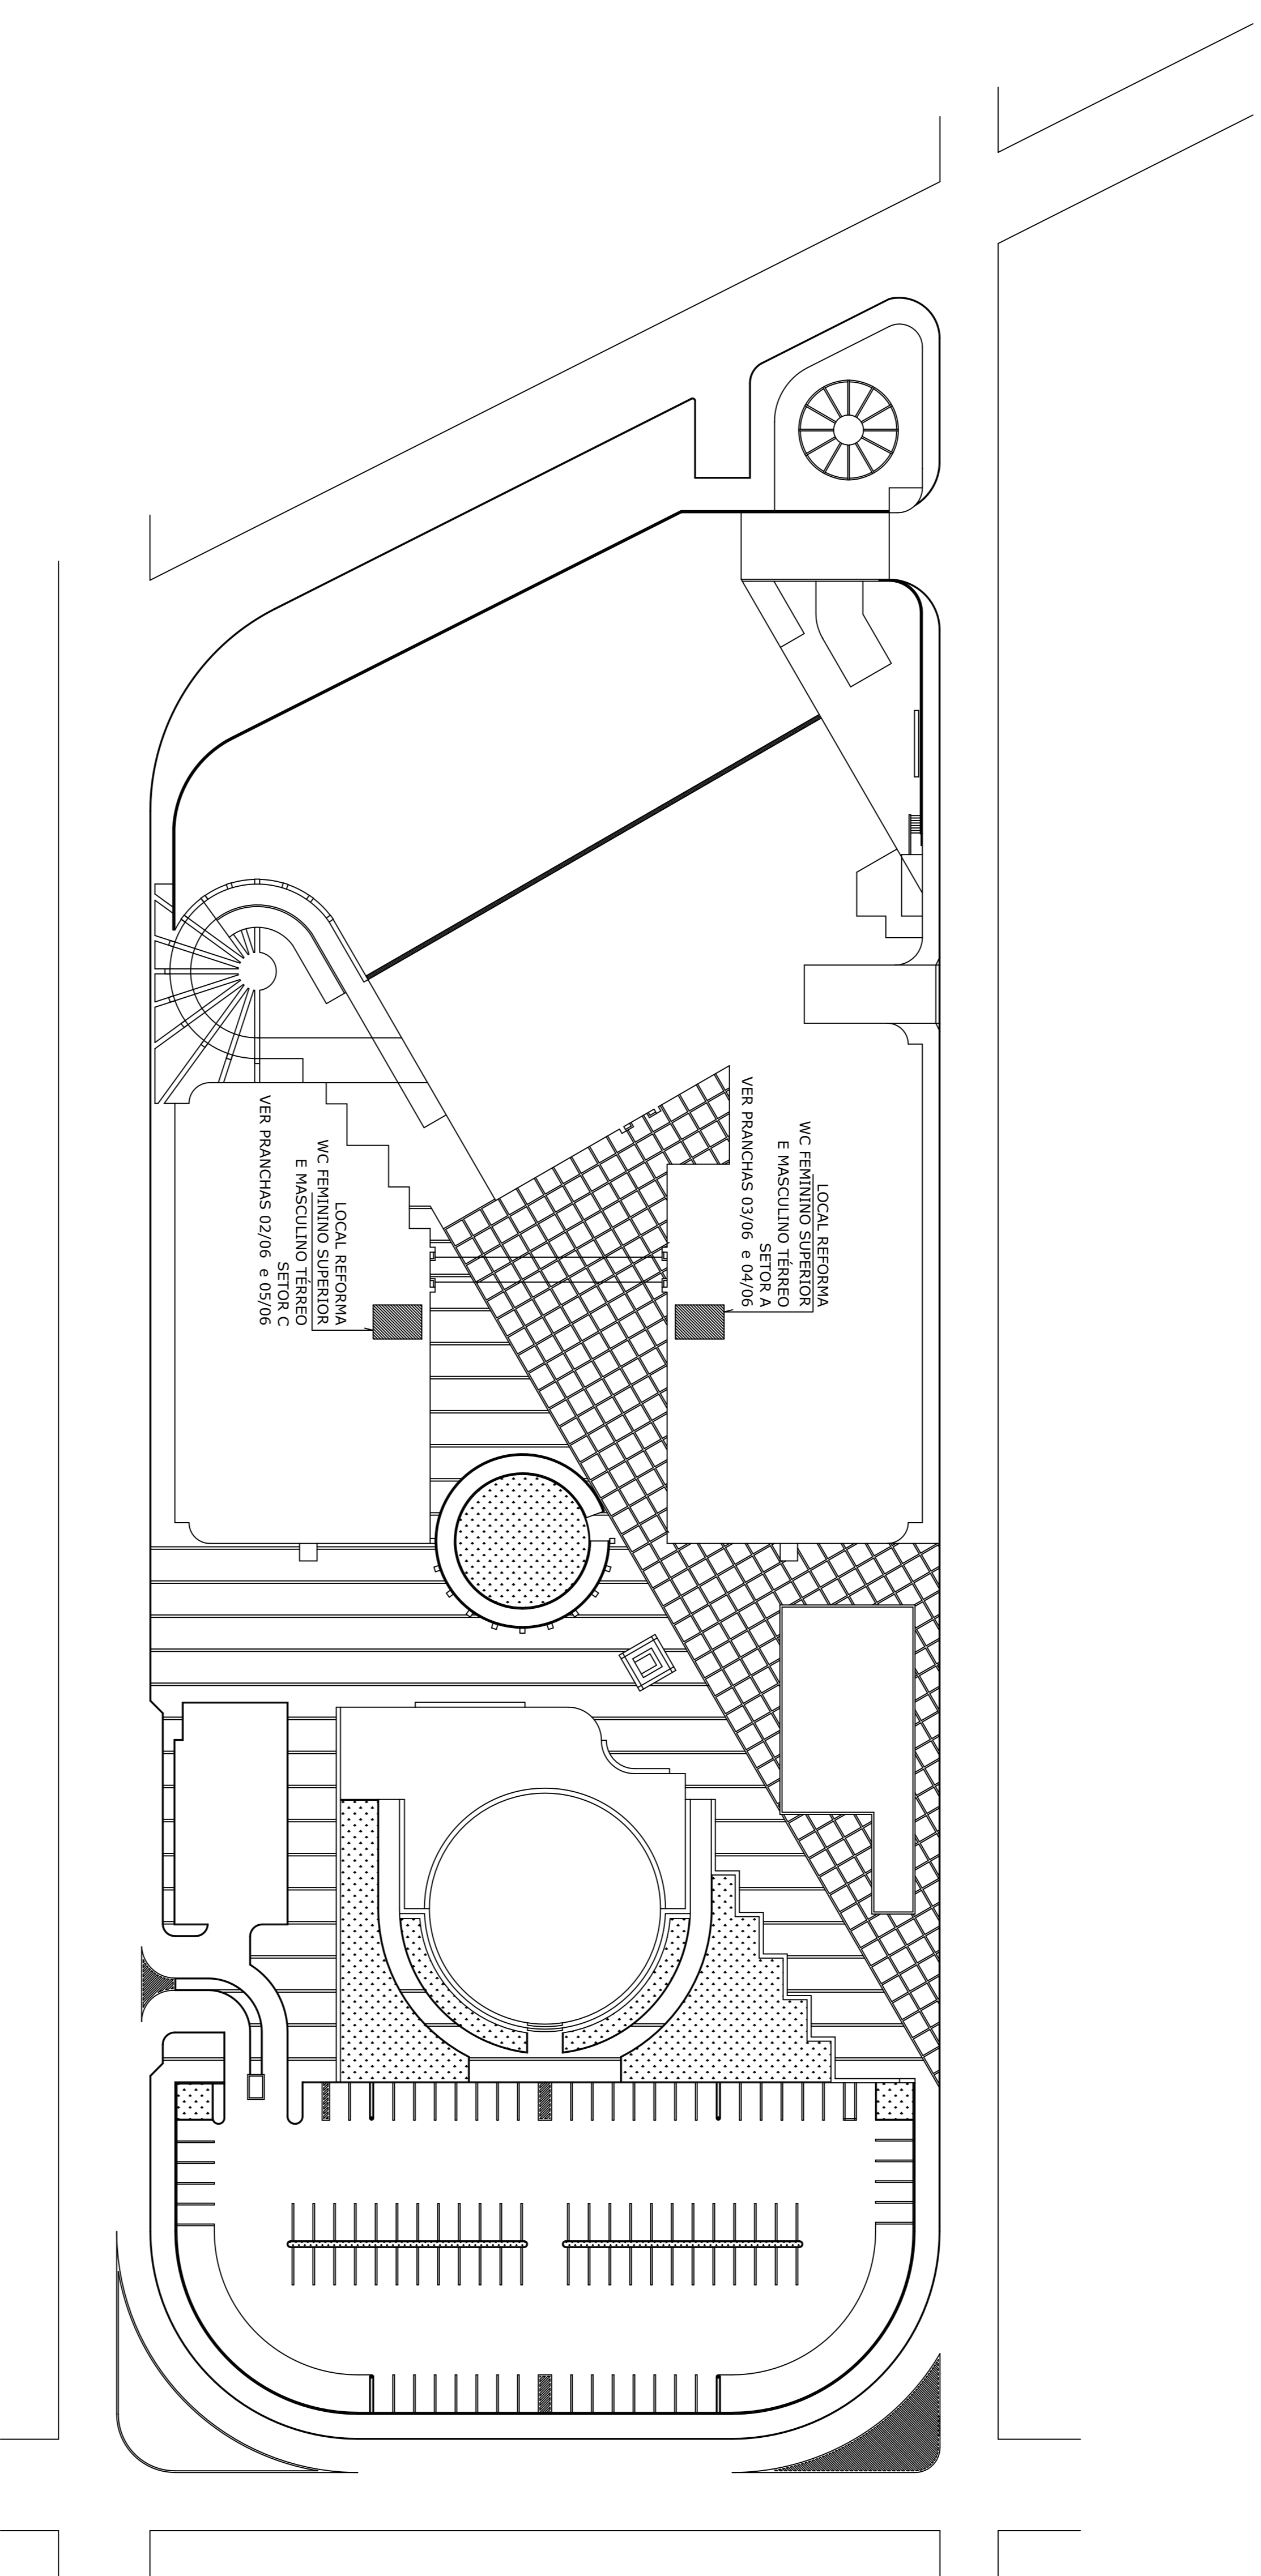 LOCAL REFORMA
WC FEMININO SUPERIOR
E MASCULINO TÉRREO
SETOR A
VER PRANCHAS 03/06 e 04/06
LOCAL REFORMA
WC FEMININO SUPERIOR
E MASCULINO TÉRREO
SETOR C
VER PRANCHAS 02/06 e 05/06